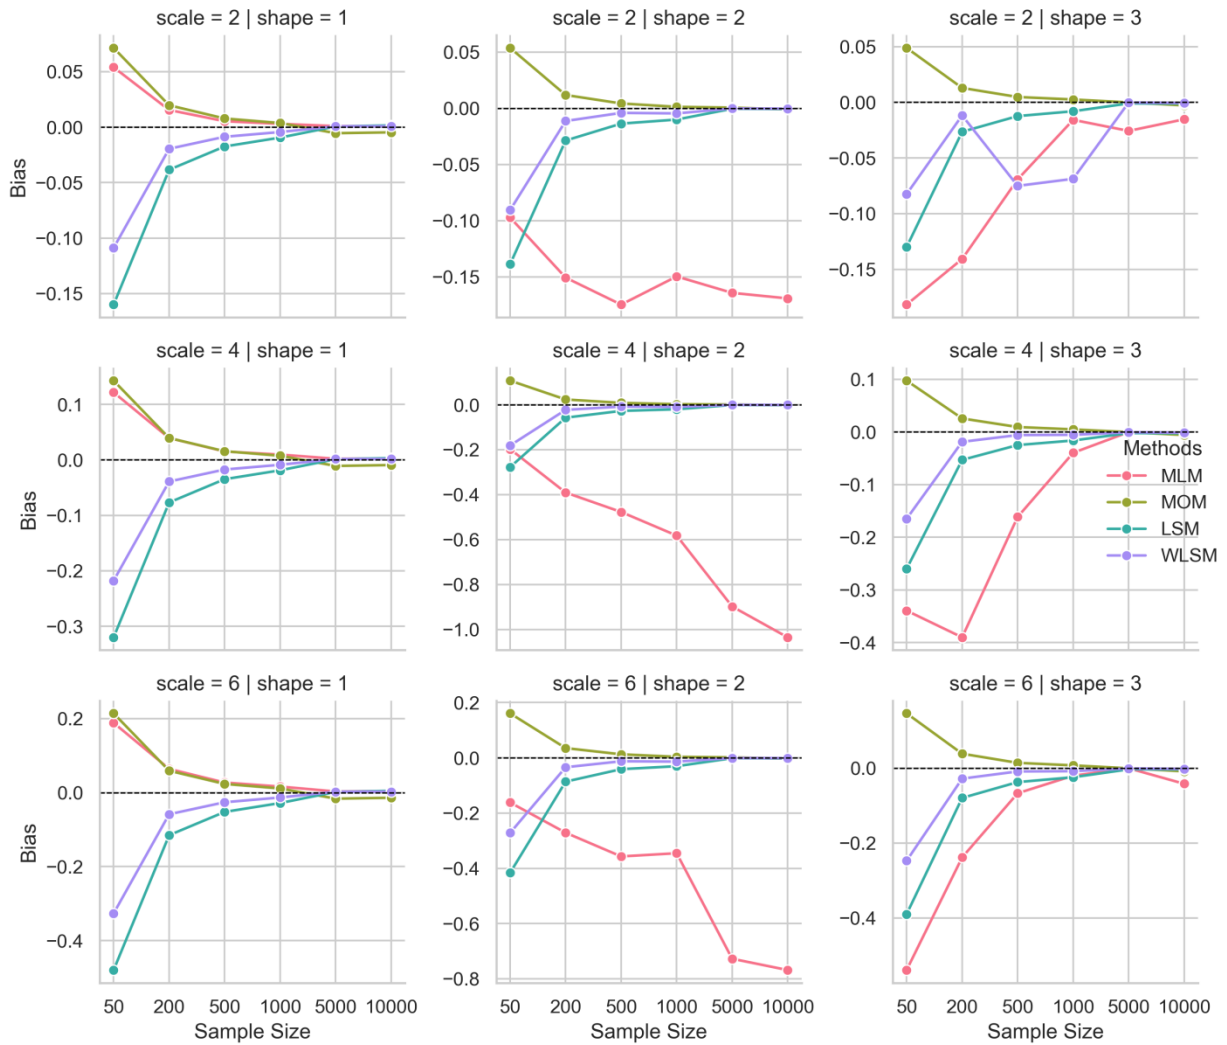 scale = 2 | shape = 1
scale = 2 | shape = 2
scale = 2 | shape = 3
Bias
0.05
0.00
−0.05
−0.10
−0.15
0.05
0.00
−0.05
−0.10
−0.15
0.05
0.00
−0.05
−0.10
−0.15
scale = 4 | shape = 1
scale = 4 | shape = 2
scale = 4 | shape = 3
Bias
0.1
0.0
−0.1
−0.2
−0.3
0.0
−0.2
−0.4
−0.6
−0.8
−1.0
0.1
0.0
−0.1
−0.2
−0.3
−0.4
Methods
MLM
MOM
LSM
WLSM
scale = 6 | shape = 1
scale = 6 | shape = 2
scale = 6 | shape = 3
Bias
0.2
0.0
−0.2
−0.4
0.2
0.0
−0.2
−0.4
−0.6
−0.8
0.0
−0.2
−0.4
50 200 500 1000 5000 10000
50 200 500 1000 5000 10000
50 200 500 1000 5000 10000
Sample Size
Sample Size
Sample Size